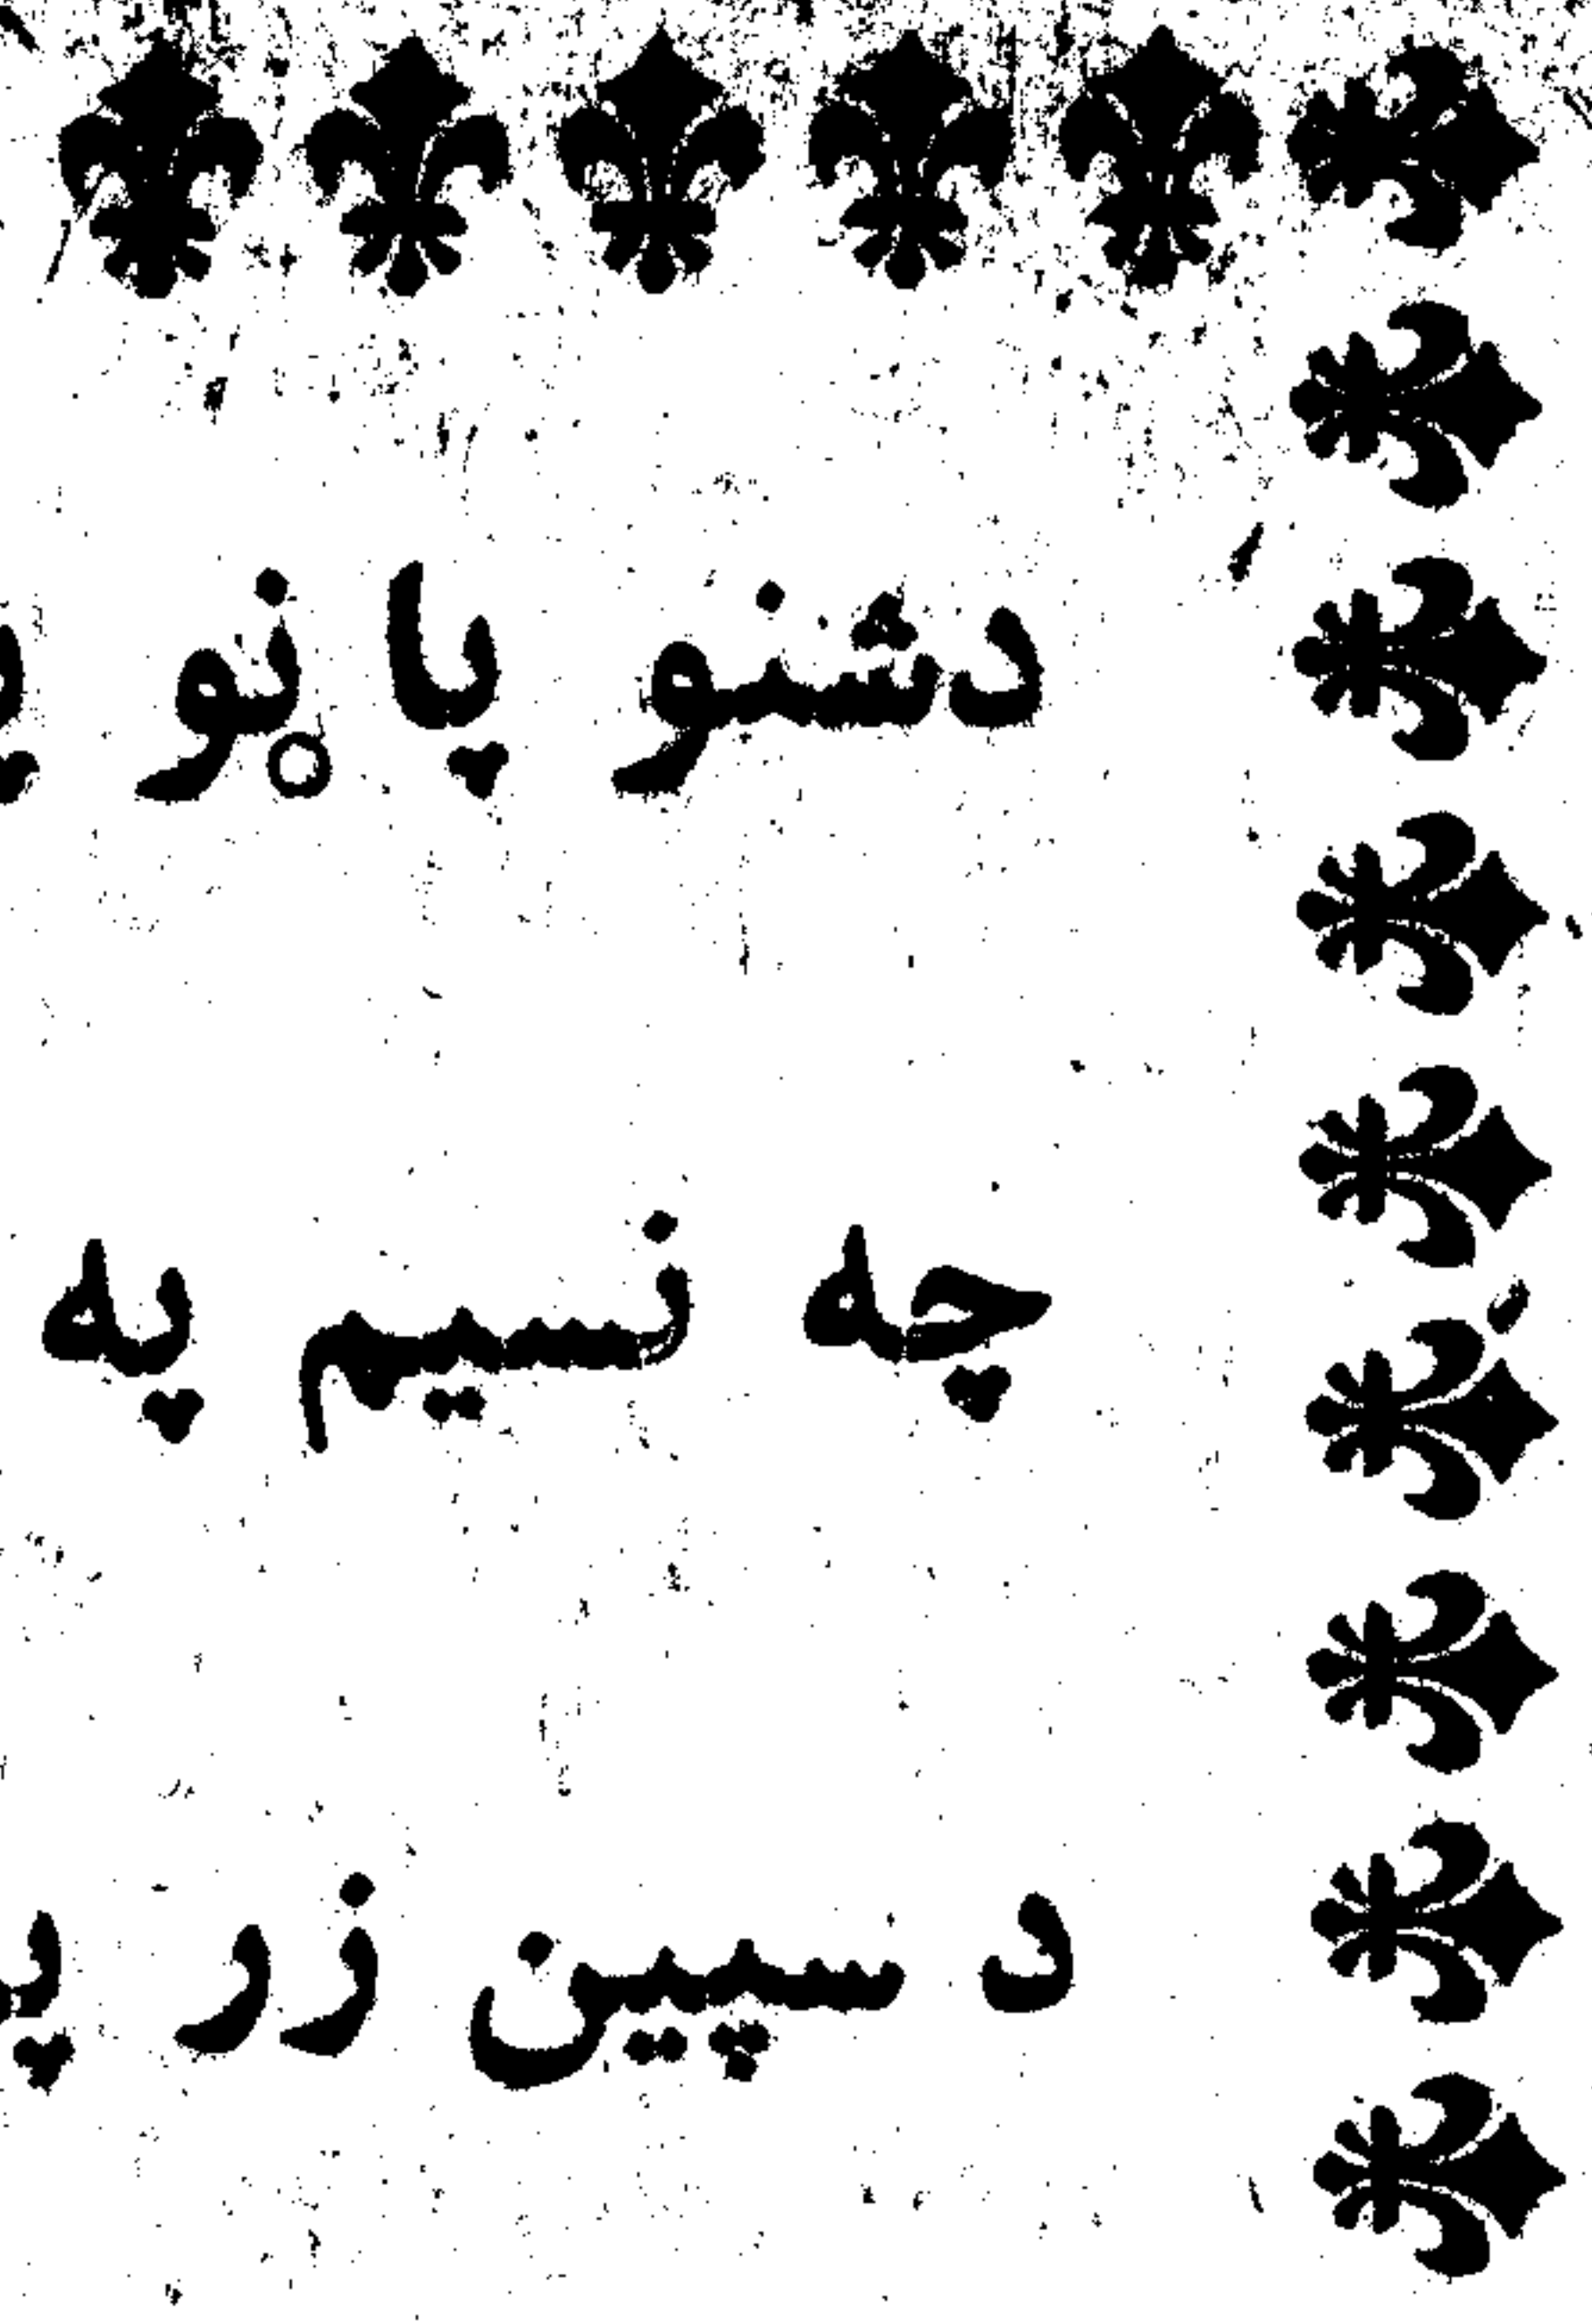 دشنو پاڼو
چه نسیم په
د سپین زر